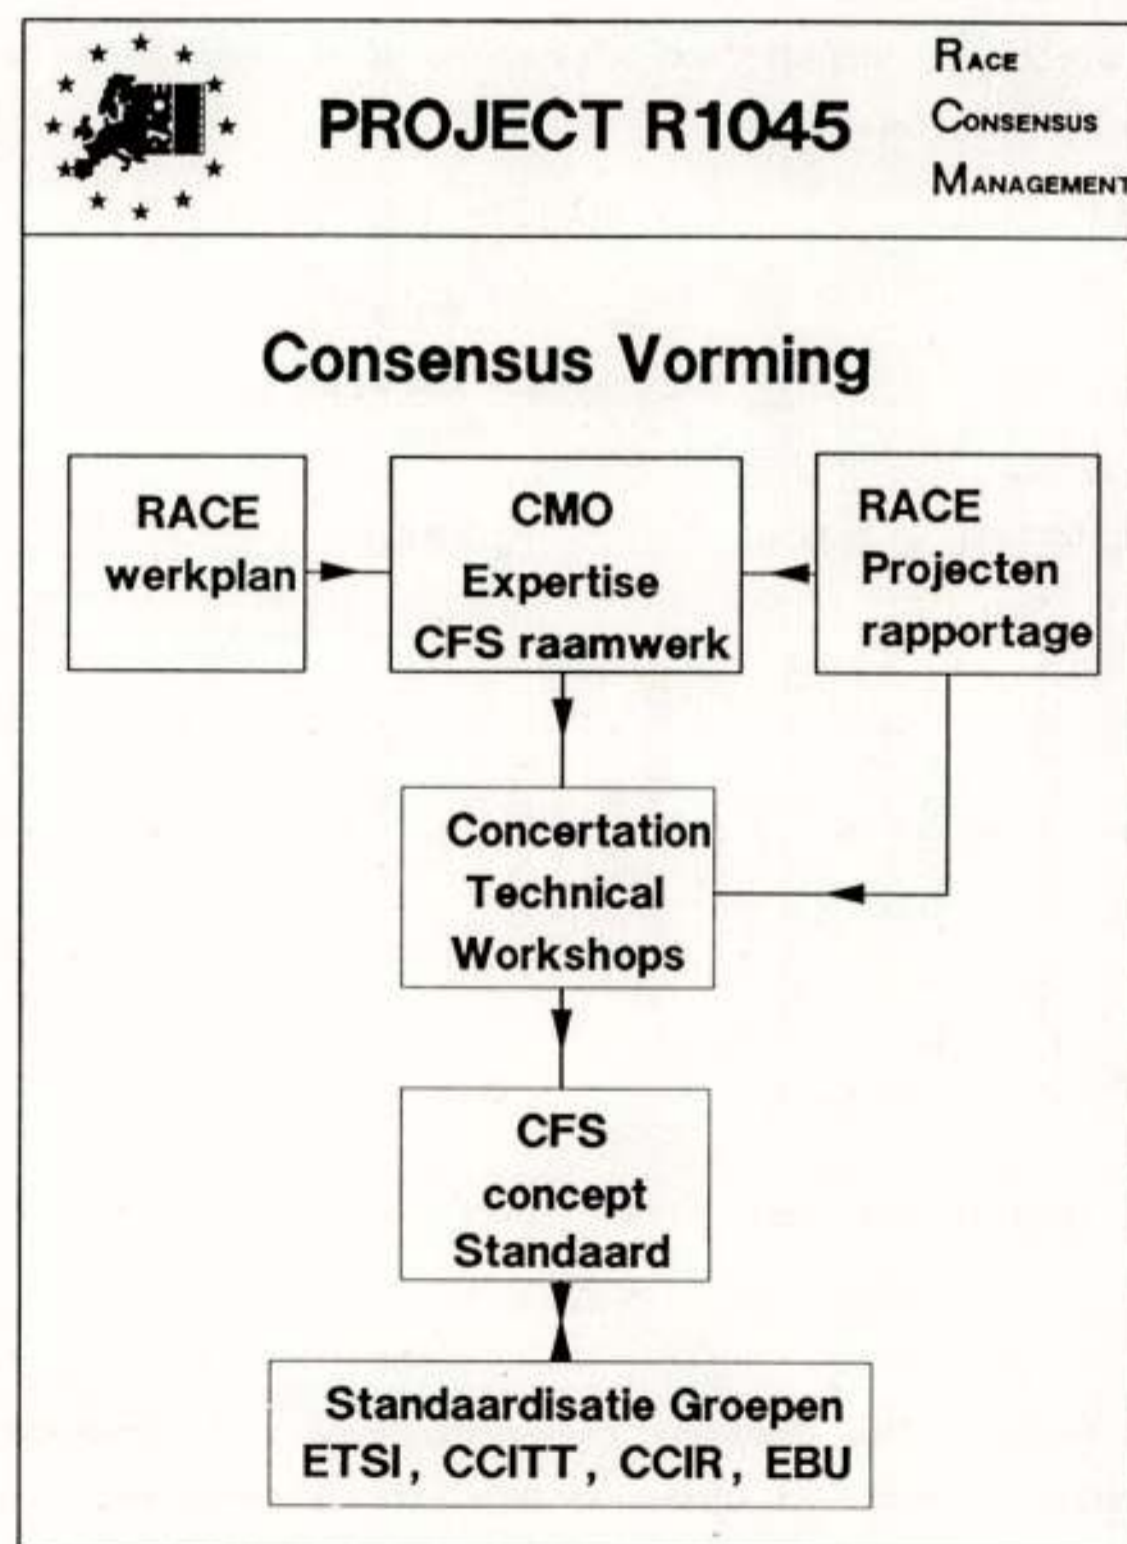 RACE
PROJECT R1045
RACE
CONSENSUS
MANAGEMENT
Consensus Vorming
RACE
werkplan
CMO
Expertise
CFS raamwerk
RACE
Projecten
rapportage
Concertation
Technical
Workshops
CFS
concept
Standaard
Standaardisatie Groepen
ETSI, CCITT, CCIR, EBU